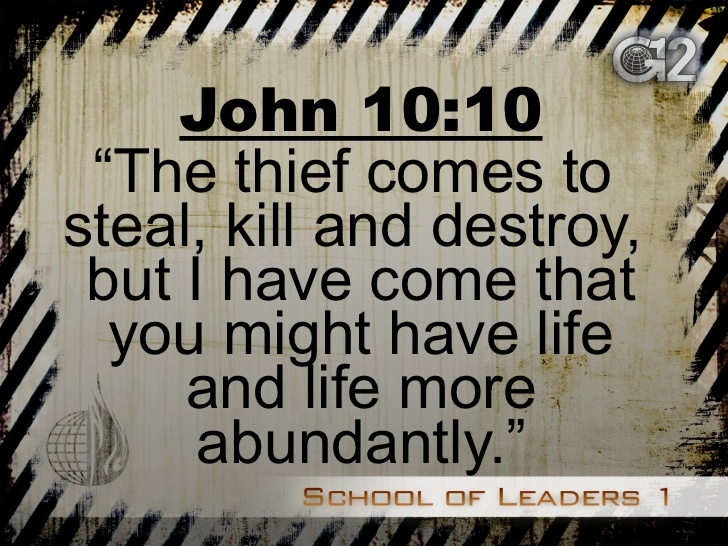 G12
John 10:10
“The thief comes to
steal, kill and destroy,
but I have come that
you might have life
and life more
abundantly.”
School of Leaders 1